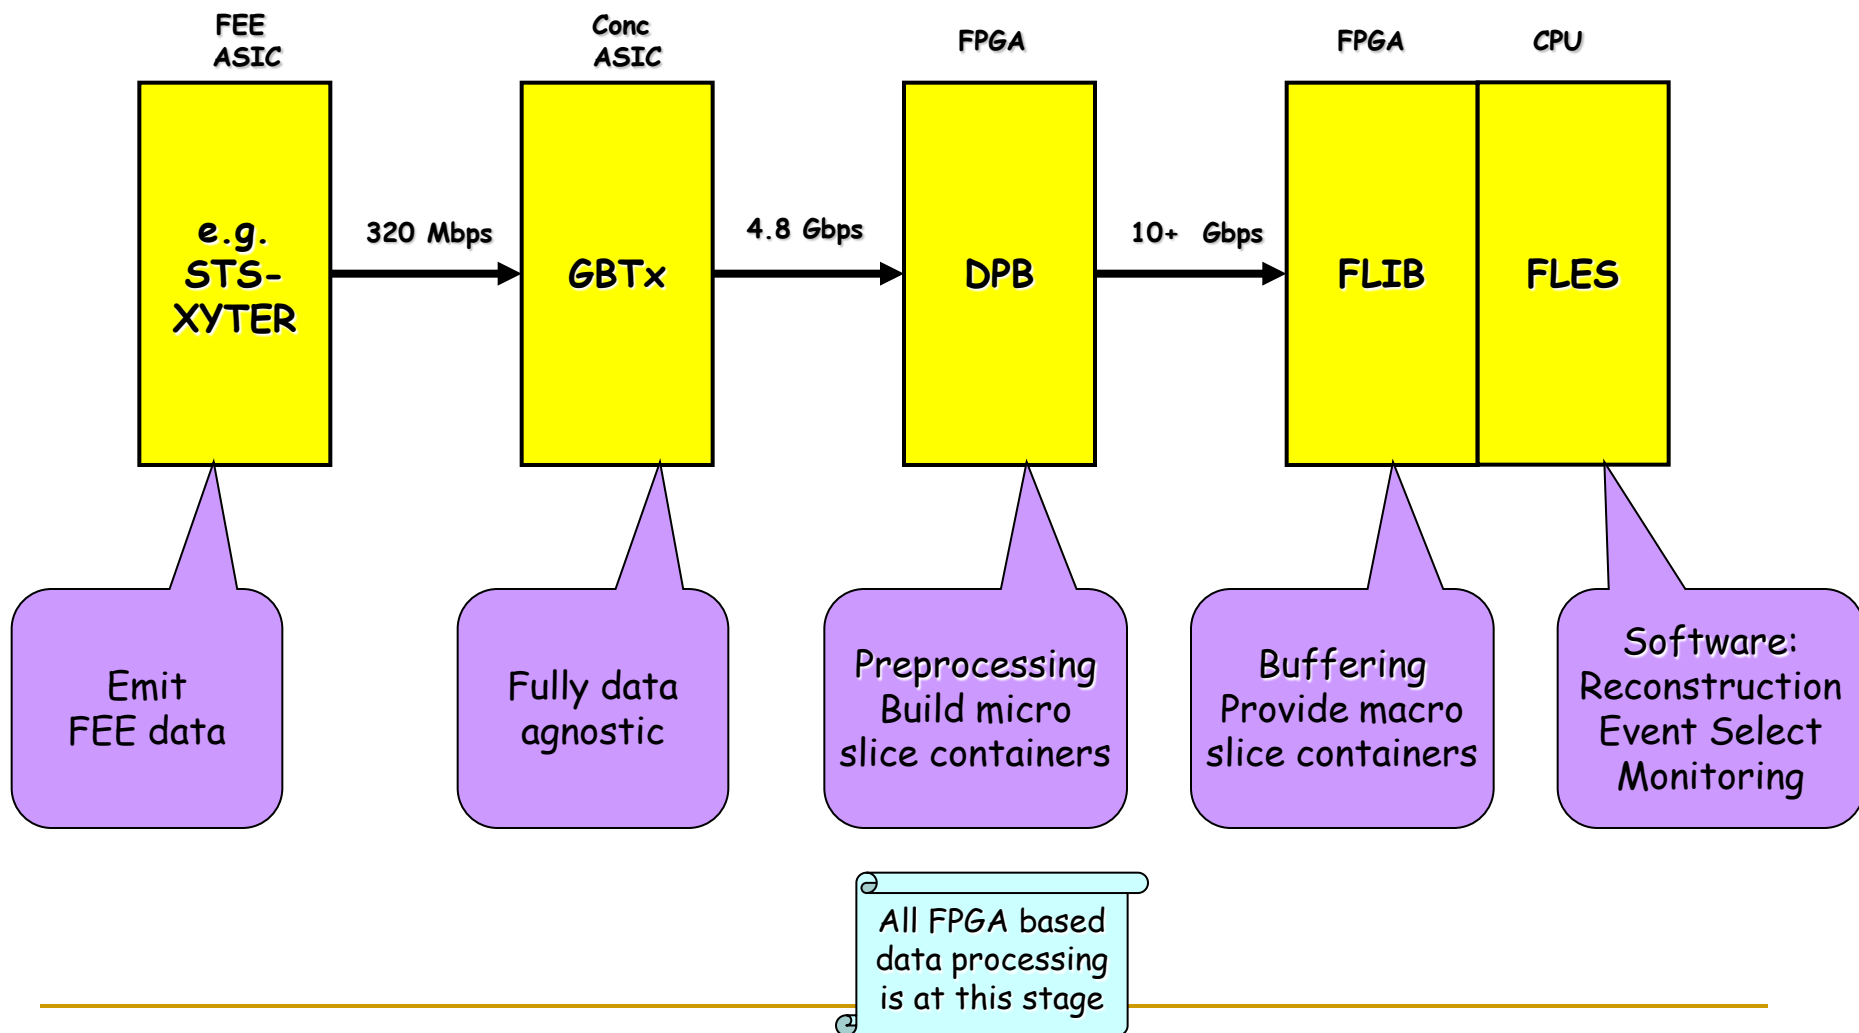 FEE
ASIC
Conc
ASIC
FPGA
FPGA
CPU
e.g.
STS-
XYTER
320 Mbps
GBTx
4.8 Gbps
DPB
10+ Gbps
FLIB
FLES
Emit
FEE data
Fully data
agnostic
Preprocessing
Build micro
slice containers
Buffering
Provide macro
slice containers
Software:
Reconstruction
Event Select
Monitoring
All FPGA based
data processing
is at this stage